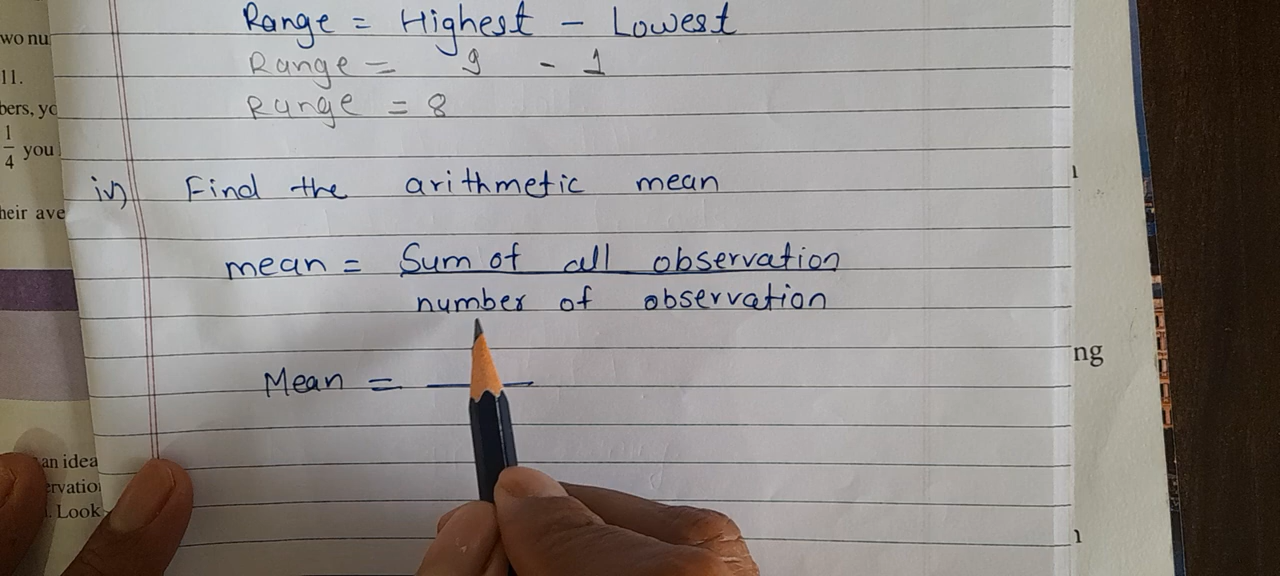 Range = Highest - Lowest
Range = 9 - 1
Range = 8
iv) Find the arithmetic mean
mean = Sum of all observation
number of observation
Mean =
wo nu
11.
bers, yo
1
4 you
heir ave
an idea
ervatio
. Look
ng